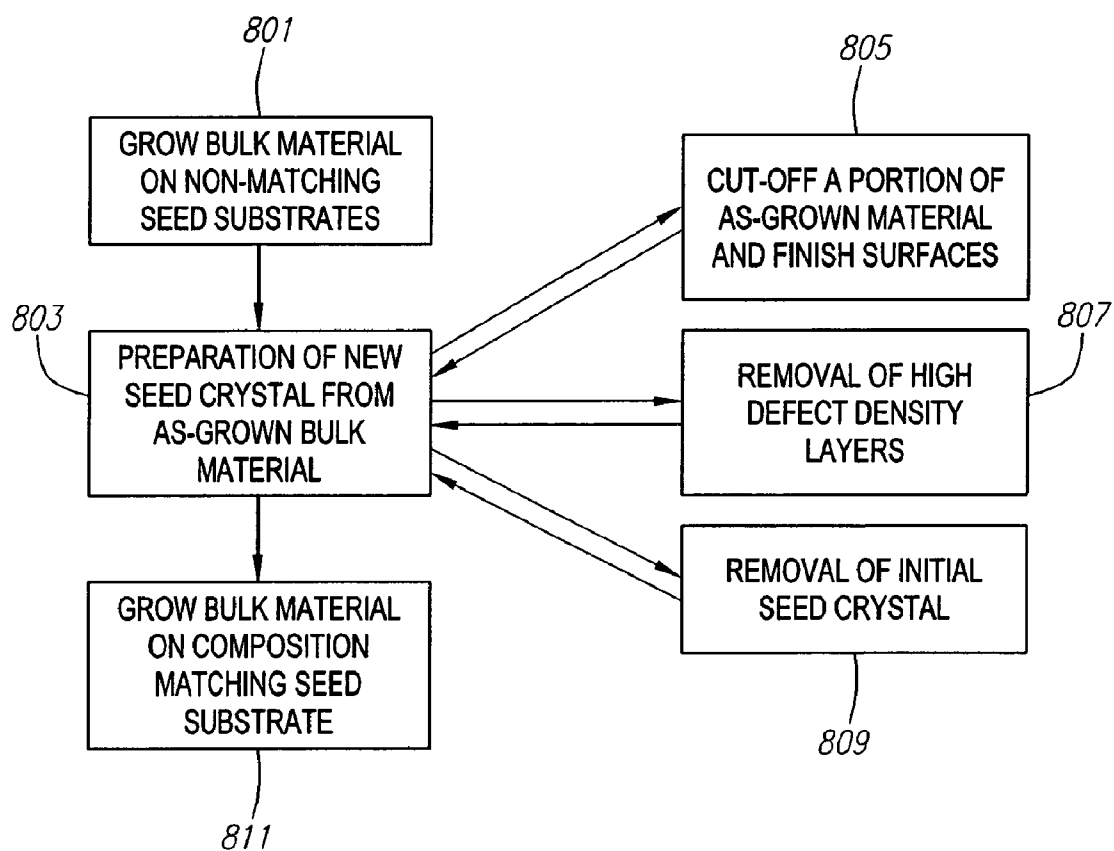 801
GROW BULK MATERIAL
ON NON-MATCHING
SEED SUBSTRATES
803
PREPARATION OF NEW
SEED CRYSTAL FROM
AS-GROWN BULK
MATERIAL
GROW BULK MATERIAL
ON COMPOSITION
MATCHING SEED
SUBSTRATE
811
805
CUT-OFF A PORTION OF
AS-GROWN MATERIAL
AND FINISH SURFACES
807
REMOVAL OF HIGH
DEFECT DENSITY
LAYERS
REMOVAL OF INITIAL
SEED CRYSTAL
809